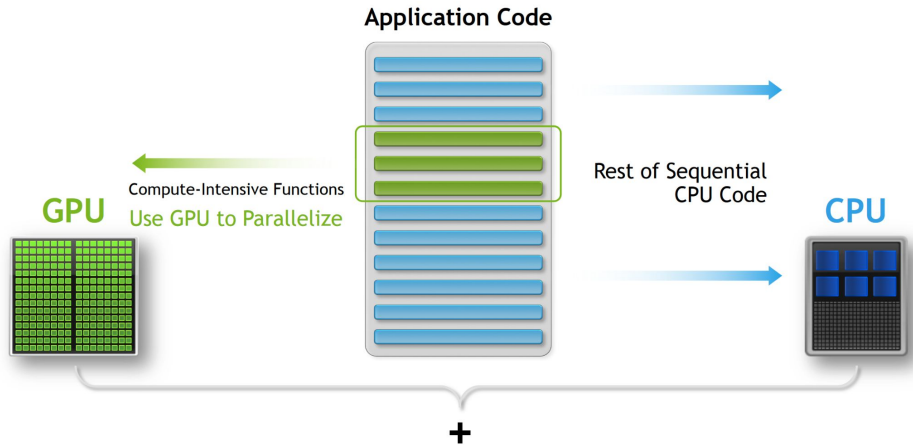 Application Code
Compute-Intensive Functions
Use GPU to Parallelize
GPU
Rest of Sequential
CPU Code
CPU
+